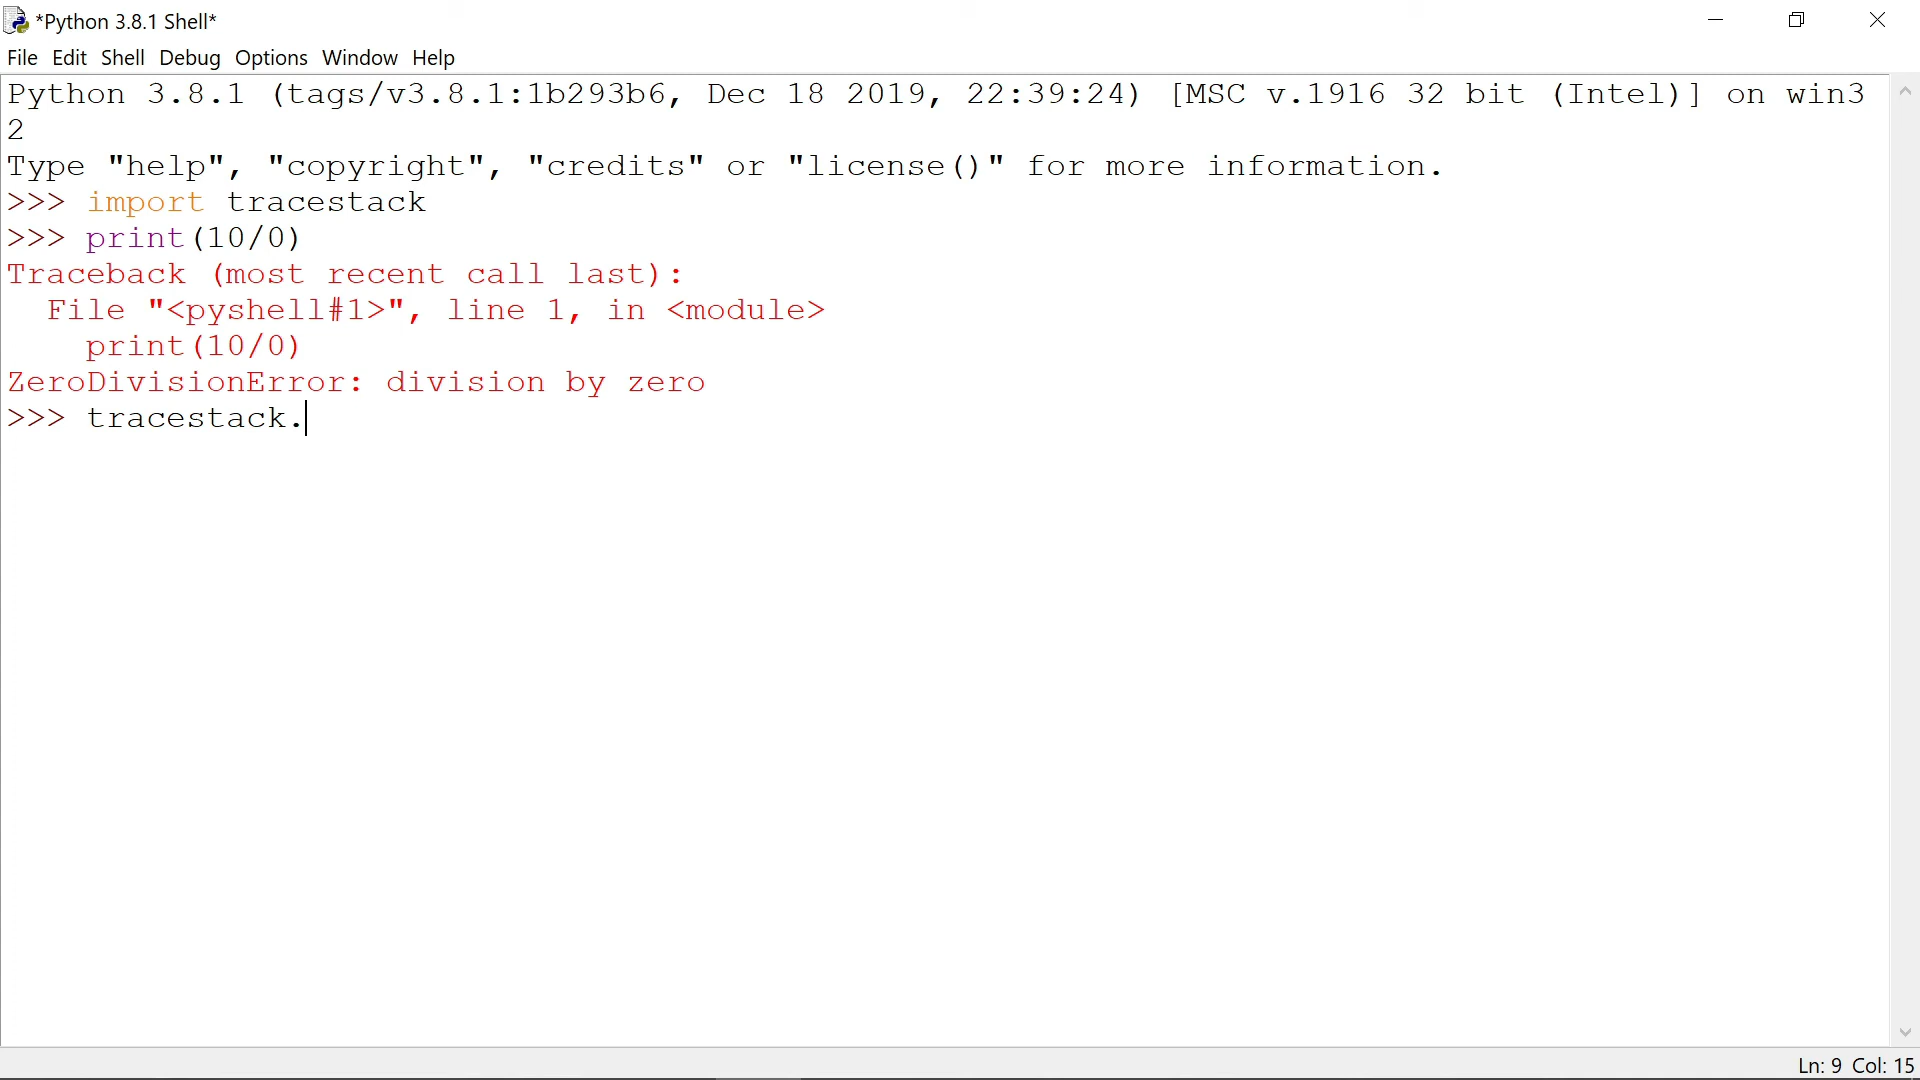 *Python 3.8.1 Shell*
File Edit Shell Debug Options Window Help
Python 3.8.1 (tags/v3.8.1:1b293b6, Dec 18 2019, 22:39:24) [MSC v.1916 32 bit (Intel)] on win3
2
Type "help", "copyright", "credits" or "license()" for more information.
>>> import tracestack
>>> print(10/0)
Traceback (most recent call last):
  File "<pyshell#1>", line 1, in <module>
    print(10/0)
ZeroDivisionError: division by zero
>>> tracestack.
Ln: 9 Col: 15